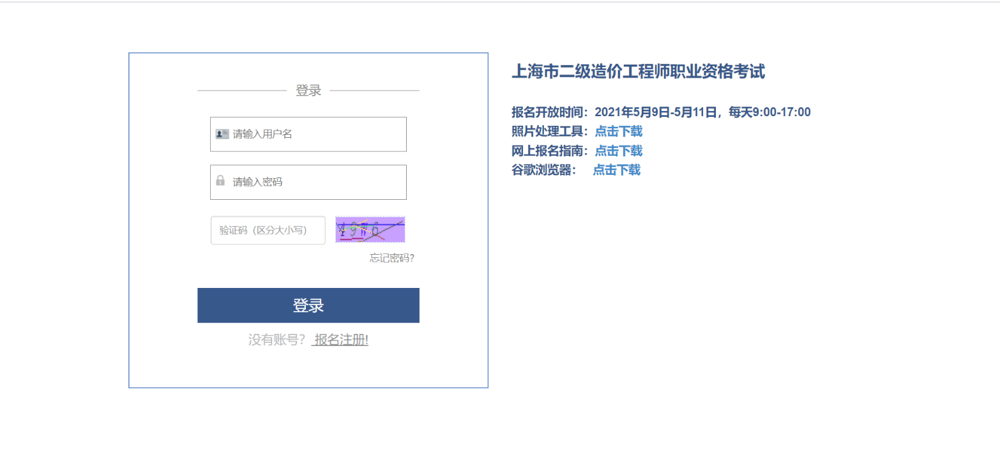 登录
请输入用户名
请输入密码
验证码（区分大小写）
忘记密码?
登录
没有账号? 报名注册!
上海市二级造价工程师职业资格考试
报名开放时间：2021年5月9日-5月11日，每天9:00-17:00
照片处理工具：点击下载
网上报名指南：点击下载
谷歌浏览器： 点击下载